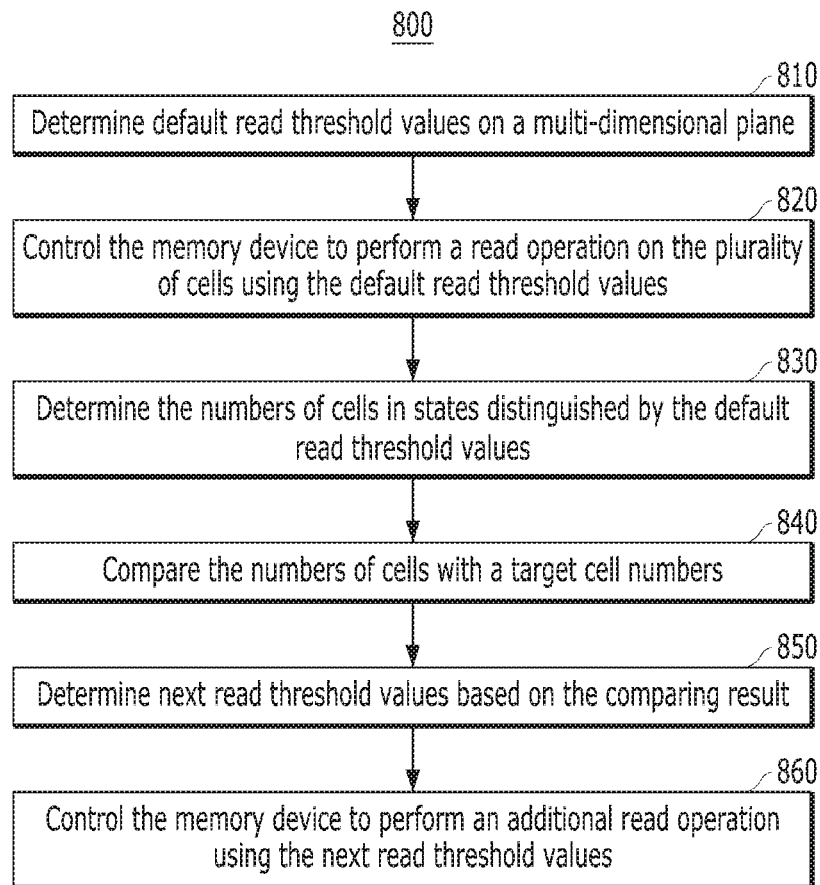 800
810
Determine default read threshold values on a multi-dimensional plane
820
Control the memory device to perform a read operation on the plurality
of cells using the default read threshold values
830
Determine the numbers of cells in states distinguished by the default
read threshold values
840
Compare the numbers of cells with a target cell numbers
850
Determine next read threshold values based on the comparing result
860
Control the memory device to perform an additional read operation
using the next read threshold values